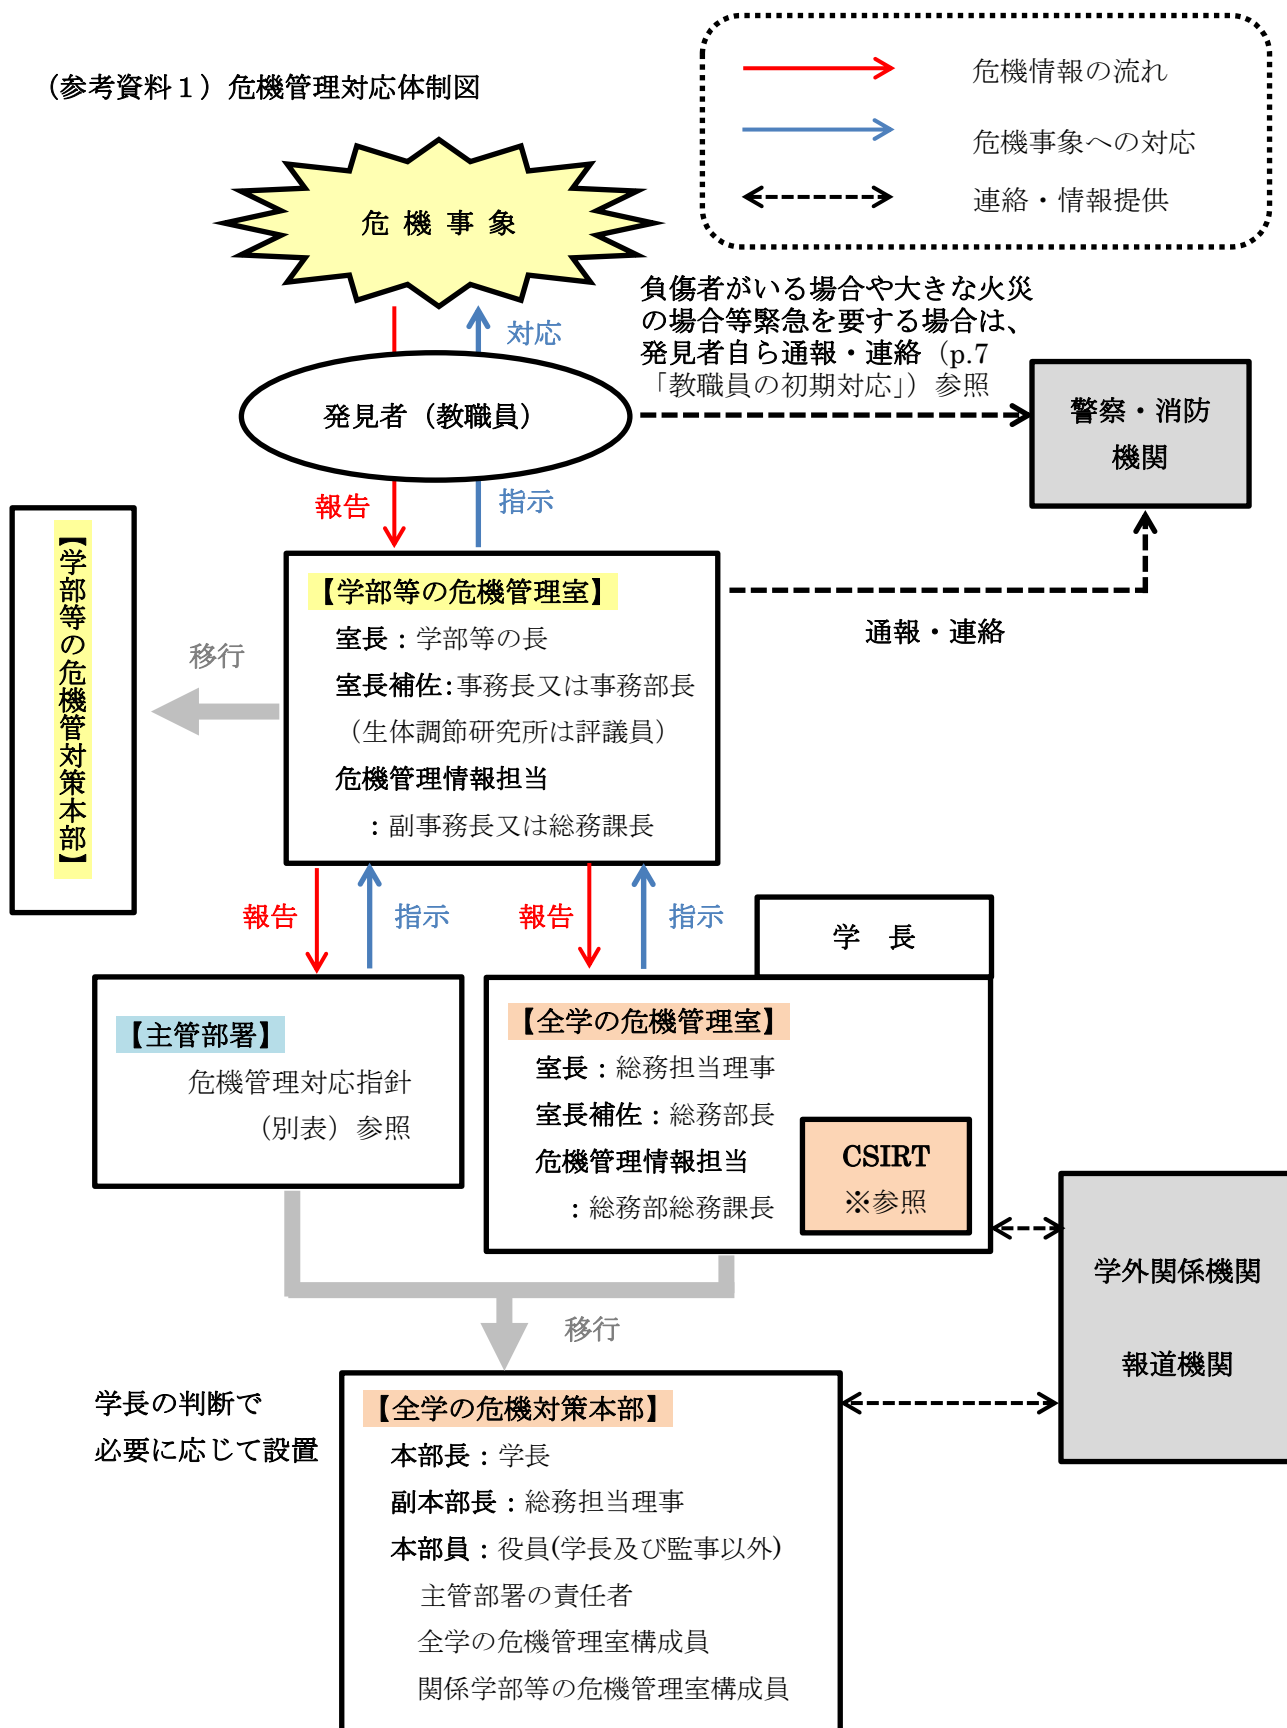 （参考資料１）危機管理対応体制図
危機情報の流れ
危機事象への対応
連絡・情報提供
危 機 事 象
対応
負傷者がいる場合や大きな火災
の場合等緊急を要する場合は、
発見者自ら通報・連絡（p.7
「教職員の初期対応」）参照
発見者（教職員）
警察・消防
機関
報告
指示
【学部等の危機管対策本部】
移行
【学部等の危機管理室】
室長：学部等の長
室長補佐：事務長又は事務部長
（生体調節研究所は評議員）
危機管理情報担当
：副事務長又は総務課長
通報・連絡
報告
指示
報告
指示
学　長
【主管部署】
危機管理対応指針
（別表）参照
【全学の危機管理室】
室長：総務担当理事
室長補佐：総務部長
危機管理情報担当
：総務部総務課長
CSIRT
※参照
学外関係機関
報道機関
移行
学長の判断で
必要に応じて設置
【全学の危機対策本部】
本部長：学長
副本部長：総務担当理事
本部員：役員(学長及び監事以外)
主管部署の責任者
全学の危機管理室構成員
関係学部等の危機管理室構成員